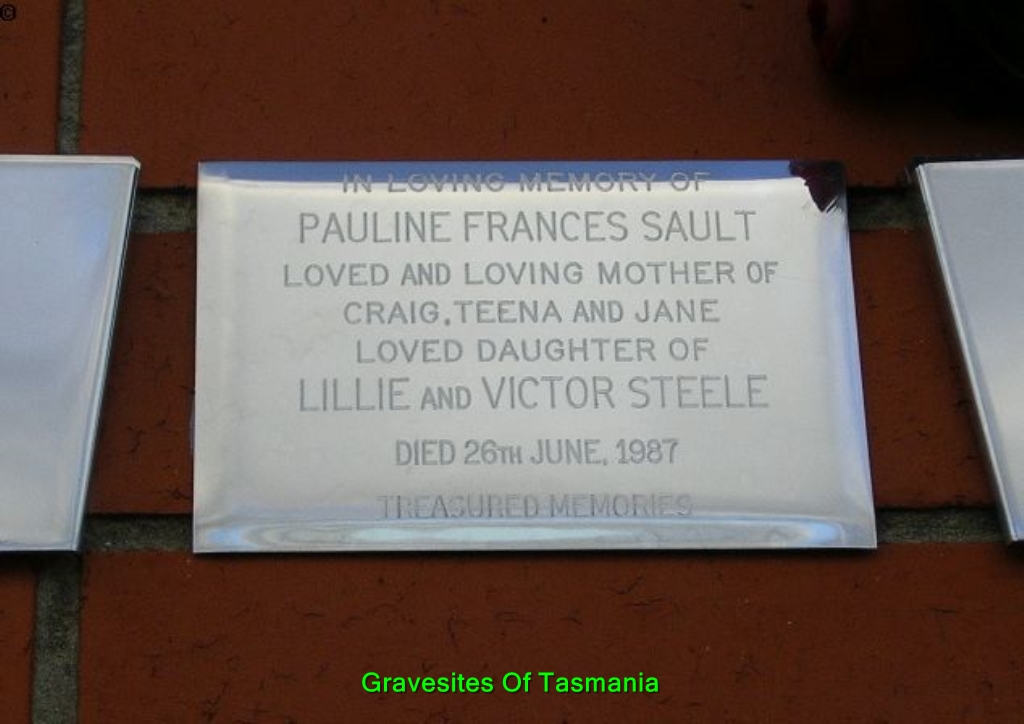 ©
IN LOVING MEMORY OF
PAULINE FRANCES SAULT
LOVED AND LOVING MOTHER OF
CRAIG, TEENA AND JANE
LOVED DAUGHTER OF
LILLIE AND VICTOR STEELE
DIED 26TH JUNE, 1987
TREASURED MEMORIES
Gravesites Of Tasmania